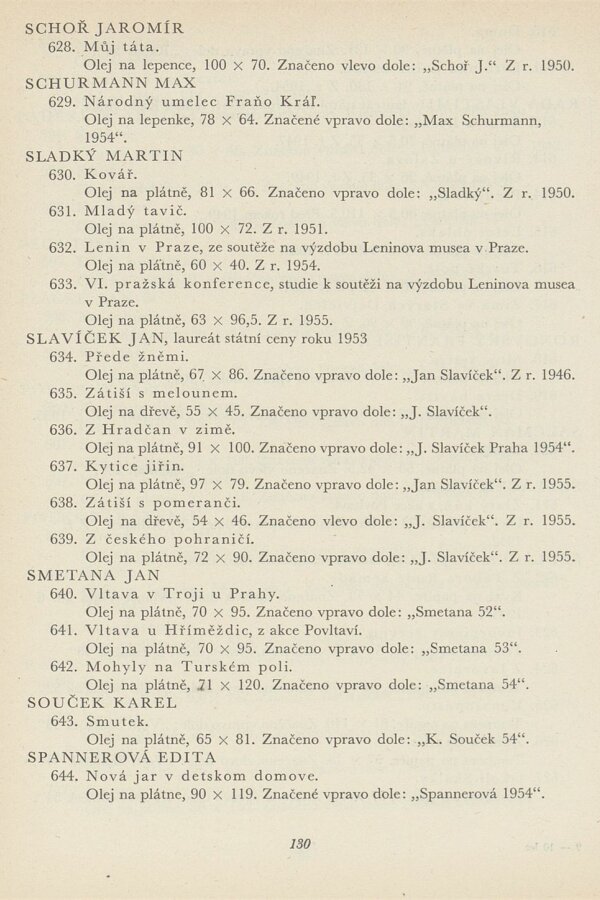 SCHOŘ JAROMÍR
628. Můj táta.
Olej na lepence, 100 × 70. Značeno vlevo dole: „Schoř J.“ Z r. 1950.
SCHURMANN MAX
629. Národný umelec Fraňo Kráľ.
Olej na lepenke, 78 × 64. Značené vpravo dole: „Max Schurmann,
1954“.
SLADKÝ MARTIN
630. Kovář.
Olej na plátně, 81 × 66. Značeno vpravo dole: „Sladký“. Z r. 1950.
631. Mladý tavič.
Olej na plátně, 100 × 72. Z r. 1951.
632. Lenin v Praze, ze soutěže na výzdobu Leninova musea v Praze.
Olej na plátně, 60 × 40. Z r. 1954.
633. VI. pražská konference, studie k soutěži na výzdobu Leninova musea
v Praze.
Olej na plátně, 63 × 96,5. Z r. 1955.
SLAVÍČEK JAN, laureát státní ceny roku 1953
634. Přede žněmi.
Olej na plátně, 67 × 86. Značeno vpravo dole: „Jan Slavíček“. Z r. 1946.
635. Zátiší s melounem.
Olej na dřevě, 55 × 45. Značeno vpravo dole: „J. Slavíček“.
636. Z Hradčan v zimě.
Olej na plátně, 91 × 100. Značeno vpravo dole: „J. Slavíček Praha 1954“.
637. Kytice jiřin.
Olej na plátně, 97 × 79. Značeno vpravo dole: „Jan Slavíček“. Z r. 1955.
638. Zátiší s pomeranči.
Olej na dřevě, 54 × 46. Značeno vlevo dole: „J. Slavíček“. Z r. 1955.
639. Z českého pohraničí.
Olej na plátně, 72 × 90. Značeno vpravo dole: „J. Slavíček“. Z r. 1955.
SMETANA JAN
640. Vltava v Troji u Prahy.
Olej na plátně, 70 × 95. Značeno vpravo dole: „Smetana 52“.
641. Vltava u Hříměždic, z akce Povltaví.
Olej na plátně, 70 × 95. Značeno vpravo dole: „Smetana 53“.
642. Mohyly na Turském poli.
Olej na plátně, 71 × 120. Značeno vpravo dole: „Smetana 54“.
SOUČEK KAREL
643. Smutek.
Olej na plátně, 65 × 81. Značeno vpravo dole: „K. Souček 54“.
SPANNEROVÁ EDITA
644. Nová jar v detskom domove.
Olej na plátne, 90 × 119. Značené vpravo dole: „Spannerová 1954“.
130